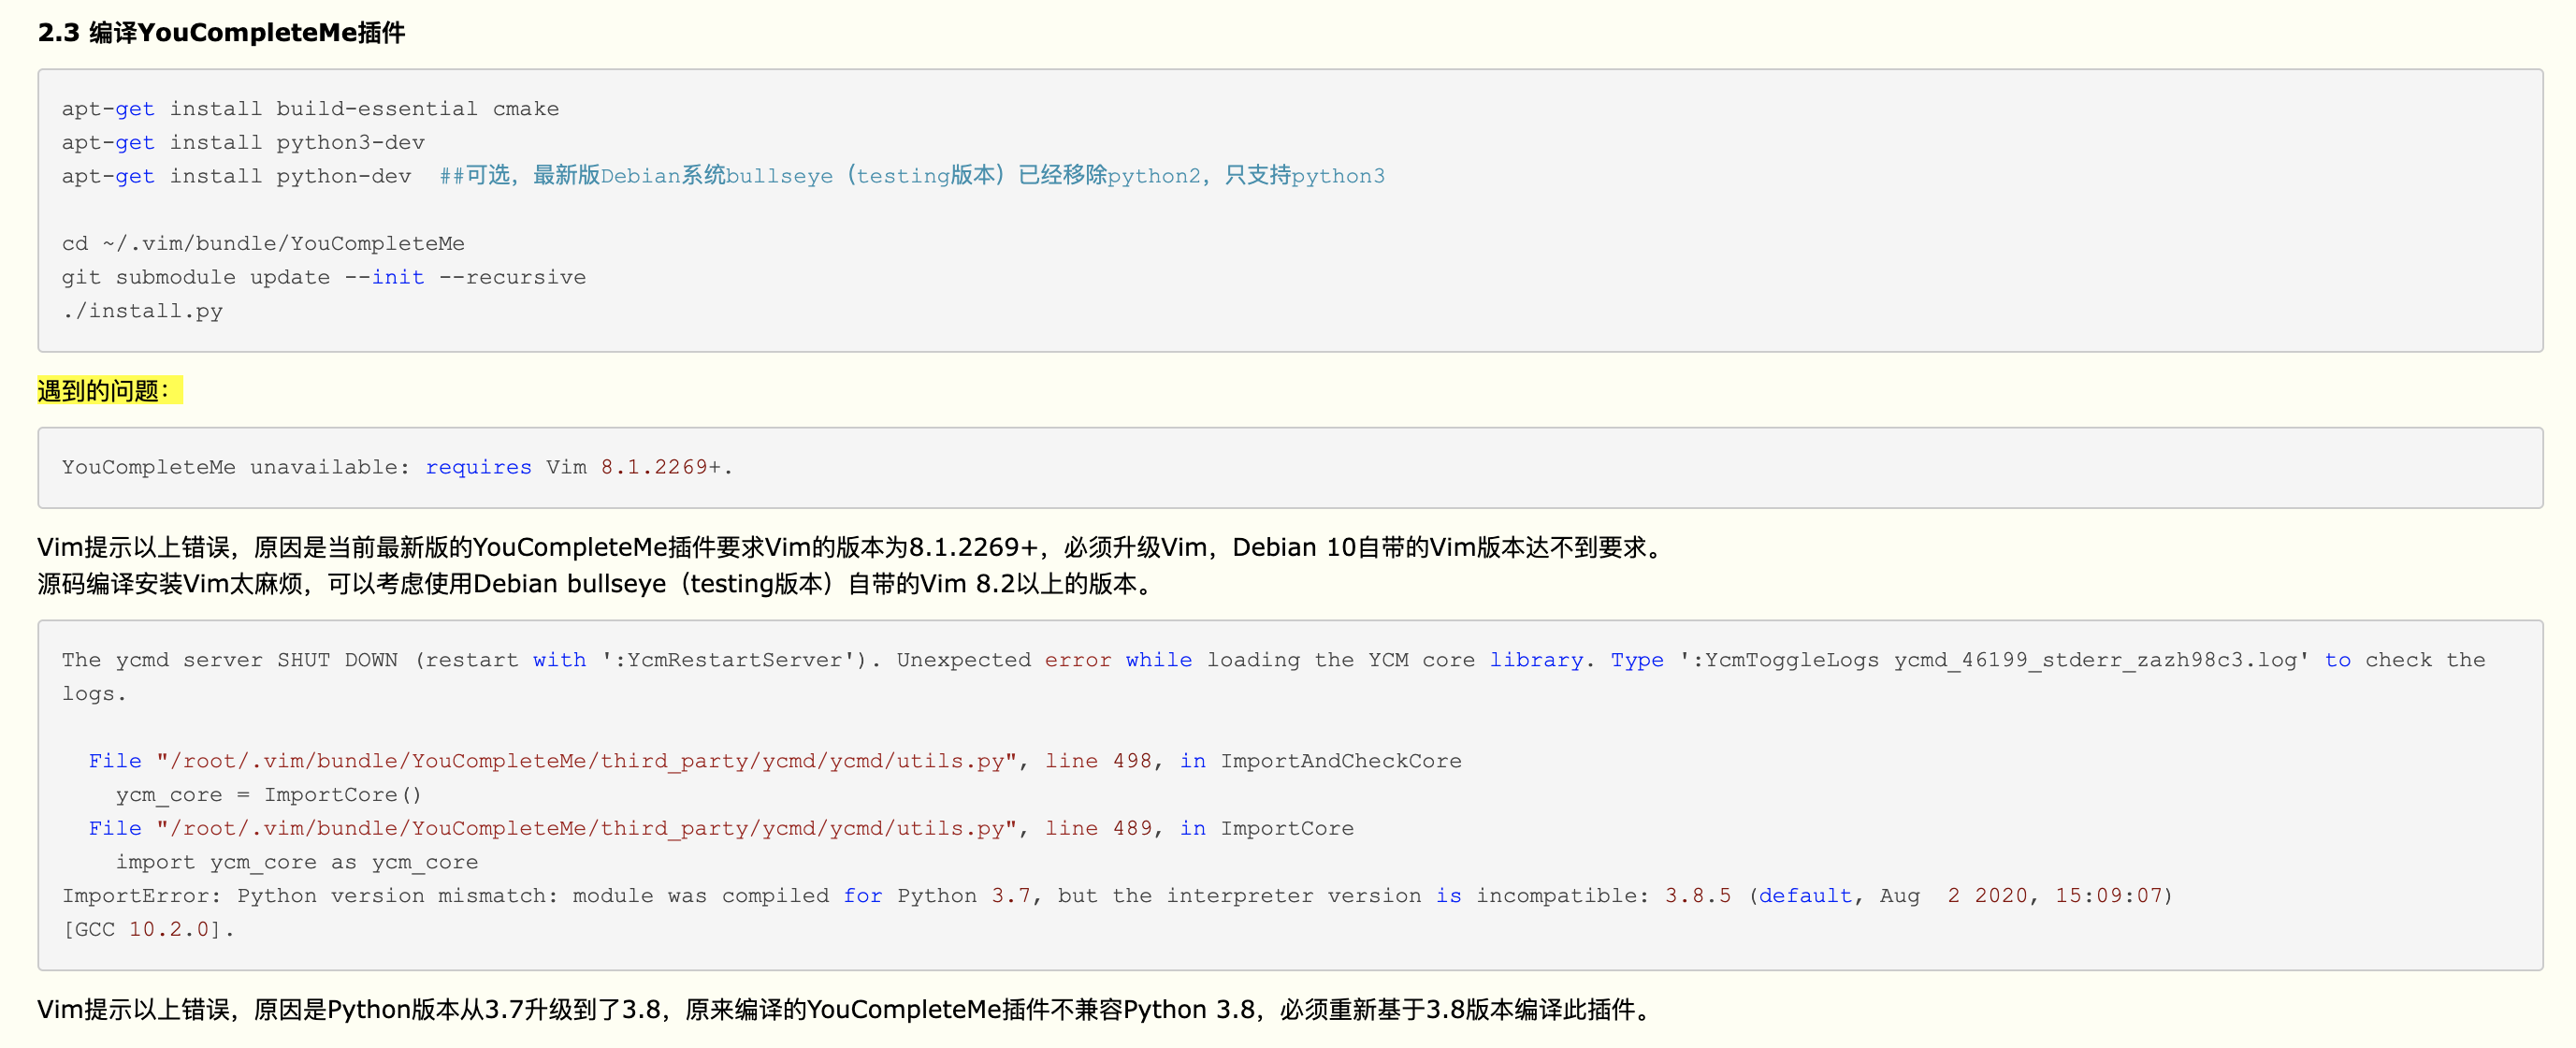 2.3 编译YouCompleteMe插件
apt-get install build-essential cmake
apt-get install python3-dev
apt-get install python-dev  ##可选，最新版Debian系统bullseye（testing版本）已经移除python2，只支持python3
cd ~/.vim/bundle/YouCompleteMe
git submodule update --init --recursive
./install.py
遇到的问题：
YouCompleteMe unavailable: requires Vim 8.1.2269+.
Vim提示以上错误，原因是当前最新版的YouCompleteMe插件要求Vim的版本为8.1.2269+，必须升级Vim，Debian 10自带的Vim版本达不到要求。
源码编译安装Vim太麻烦，可以考虑使用Debian bullseye（testing版本）自带的Vim 8.2以上的版本。
The ycmd server SHUT DOWN (restart with ':YcmRestartServer'). Unexpected error while loading the YCM core library. Type ':YcmToggleLogs ycmd_46199_stderr_zazh98c3.log' to check the
logs.
  File "/root/.vim/bundle/YouCompleteMe/third_party/ycmd/ycmd/utils.py", line 498, in ImportAndCheckCore
    ycm_core = ImportCore()
  File "/root/.vim/bundle/YouCompleteMe/third_party/ycmd/ycmd/utils.py", line 489, in ImportCore
    import ycm_core as ycm_core
ImportError: Python version mismatch: module was compiled for Python 3.7, but the interpreter version is incompatible: 3.8.5 (default, Aug  2 2020, 15:09:07)
[GCC 10.2.0].
Vim提示以上错误，原因是Python版本从3.7升级到了3.8，原来编译的YouCompleteMe插件不兼容Python 3.8，必须重新基于3.8版本编译此插件。